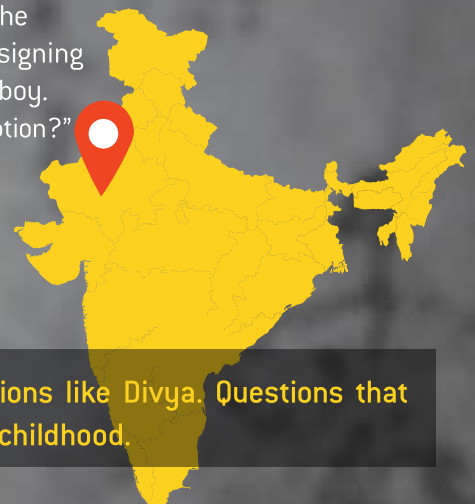 he
signing
boy.
tion?”
ions like Divya. Questions that
childhood.